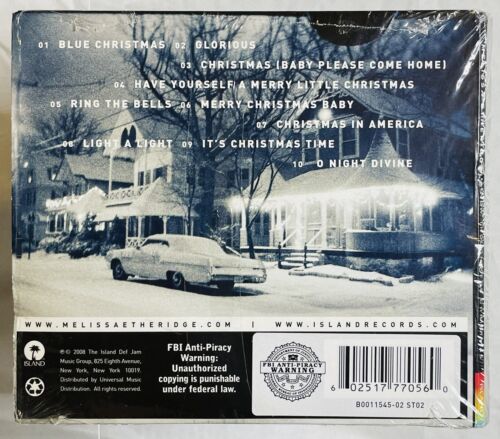 01 BLUE CHRISTMAS 02 GLORIOUS
03 CHRISTMAS (BABY PLEASE COME HOME)
04 HAVE YOURSELF A MERRY LITTLE CHRISTMAS
05 RING THE BELLS 06 MERRY CHRISTMAS BABY
07 CHRISTMAS IN AMERICA
08 LIGHT A LIGHT 09 IT'S CHRISTMAS TIME
10 O NIGHT DIVINE
WWW.MELISSAETHERIDGE.COM | WWW.ISLANDRECORDS.COM
ISLAND
℗© 2008 The Island Def Jam
Music Group, 825 Eighth Avenue,
New York, New York 10019.
Distributed by Universal Music
Distribution. All rights reserved.
FBI Anti-Piracy
Warning:
Unauthorized
copying is punishable
under federal law.
FBI ANTI-PIRACY
WARNING
6 02517 77056 0
B0011545-02 ST02